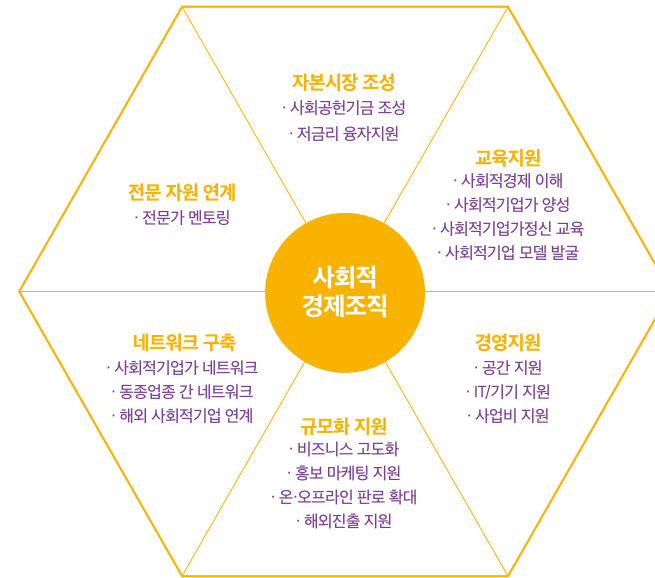 자본시장 조성
· 사회공헌기금 조성
· 저금리 융자지원
교육지원
· 사회적경제 이해
· 사회적기업가 양성
· 사회적기업가정신 교육
· 사회적기업 모델 발굴
전문 자원 연계
· 전문가 멘토링
사회적
경제조직
네트워크 구축
· 사회적기업가 네트워크
· 동종업종 간 네트워크
· 해외 사회적기업 연계
경영지원
· 공간 지원
· IT/기기 지원
· 사업비 지원
규모화 지원
· 비즈니스 고도화
· 홍보 마케팅 지원
· 온·오프라인 판로 확대
· 해외진출 지원